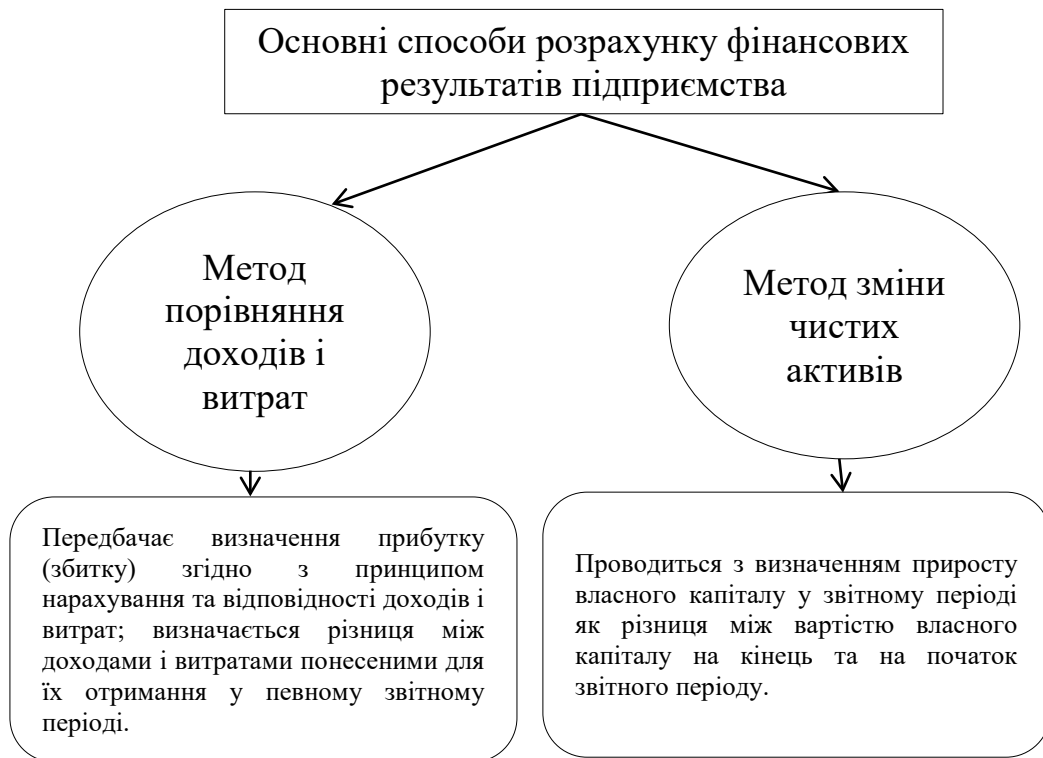 Основні способи розрахунку фінансових
результатів підприємства
Метод
порівняння
доходів і
витрат
Метод зміни
чистих
активів
Передбачає визначення прибутку
(збитку) згідно з принципом
нарахування та відповідності доходів і
витрат; визначається різниця між
доходами і витратами понесеними для
їх отримання у певному звітному
періоді.
Проводиться з визначенням приросту
власного капіталу у звітному періоді
як різниця між вартістю власного
капіталу на кінець та на початок
звітного періоду.